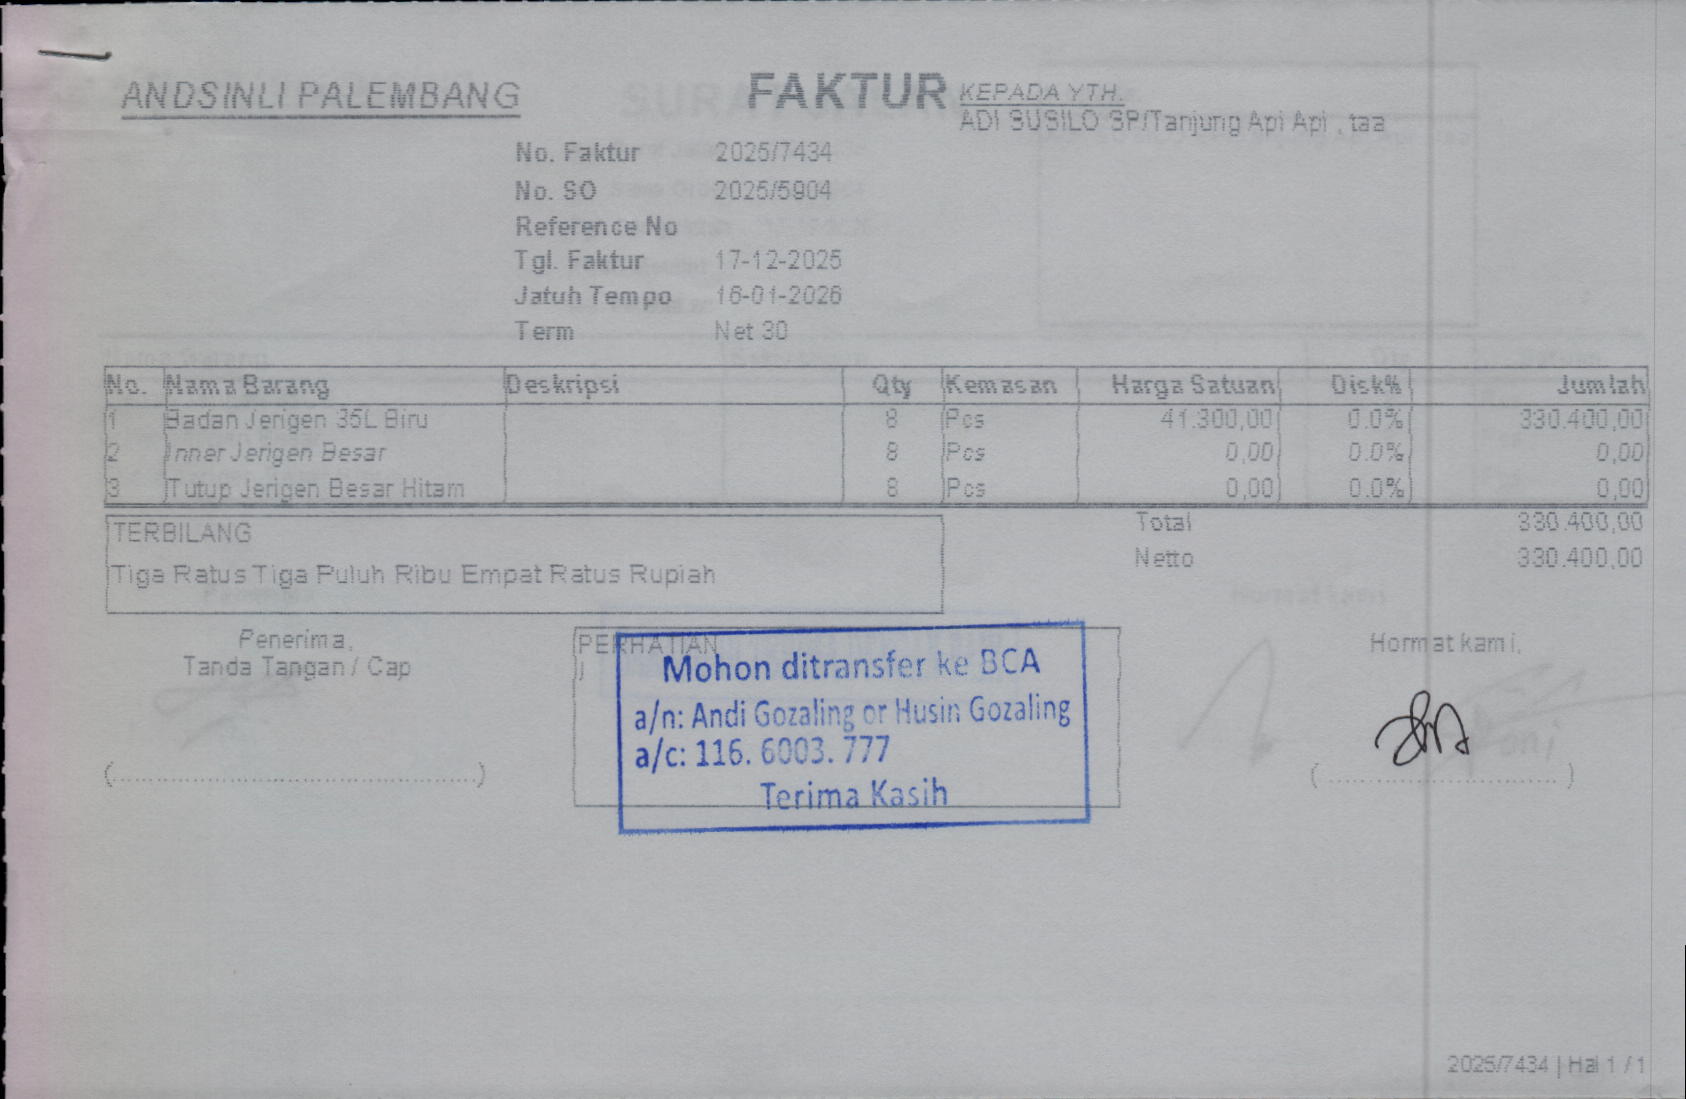 ANDSINLI PALEMBANG
FAKTUR
KEPADA YTH.
ADI SUSILO SP/Tanjung Api Api , taa
No. Faktur 2025/7434
No. SO 2025/5904
Reference No
Tgl. Faktur 17-12-2025
Jatuh Tempo 16-01-2026
Term Net 30
No. Nama Barang Deskripsi Qty Kemasan Harga Satuan Disk% Jumlah
1 Badan Jerigen 35L Biru 8 Pcs 41.300,00 0.0% 330.400,00
2 Inner Jerigen Besar 8 Pcs 0,00 0.0% 0,00
3 Tutup Jerigen Besar Hitam 8 Pcs 0,00 0.0% 0,00
Total 330.400,00
Netto 330.400,00
TERBILANG
Tiga Ratus Tiga Puluh Ribu Empat Ratus Rupiah
Penerima,
Tanda Tangan / Cap
(..........................................)
PERHATIAN
Mohon ditransfer ke BCA
a/n: Andi Gozaling or Husin Gozaling
a/c: 116. 6003. 777
Terima Kasih
Hormat kami,
(...........................)
2025/7434 | Hal 1 / 1